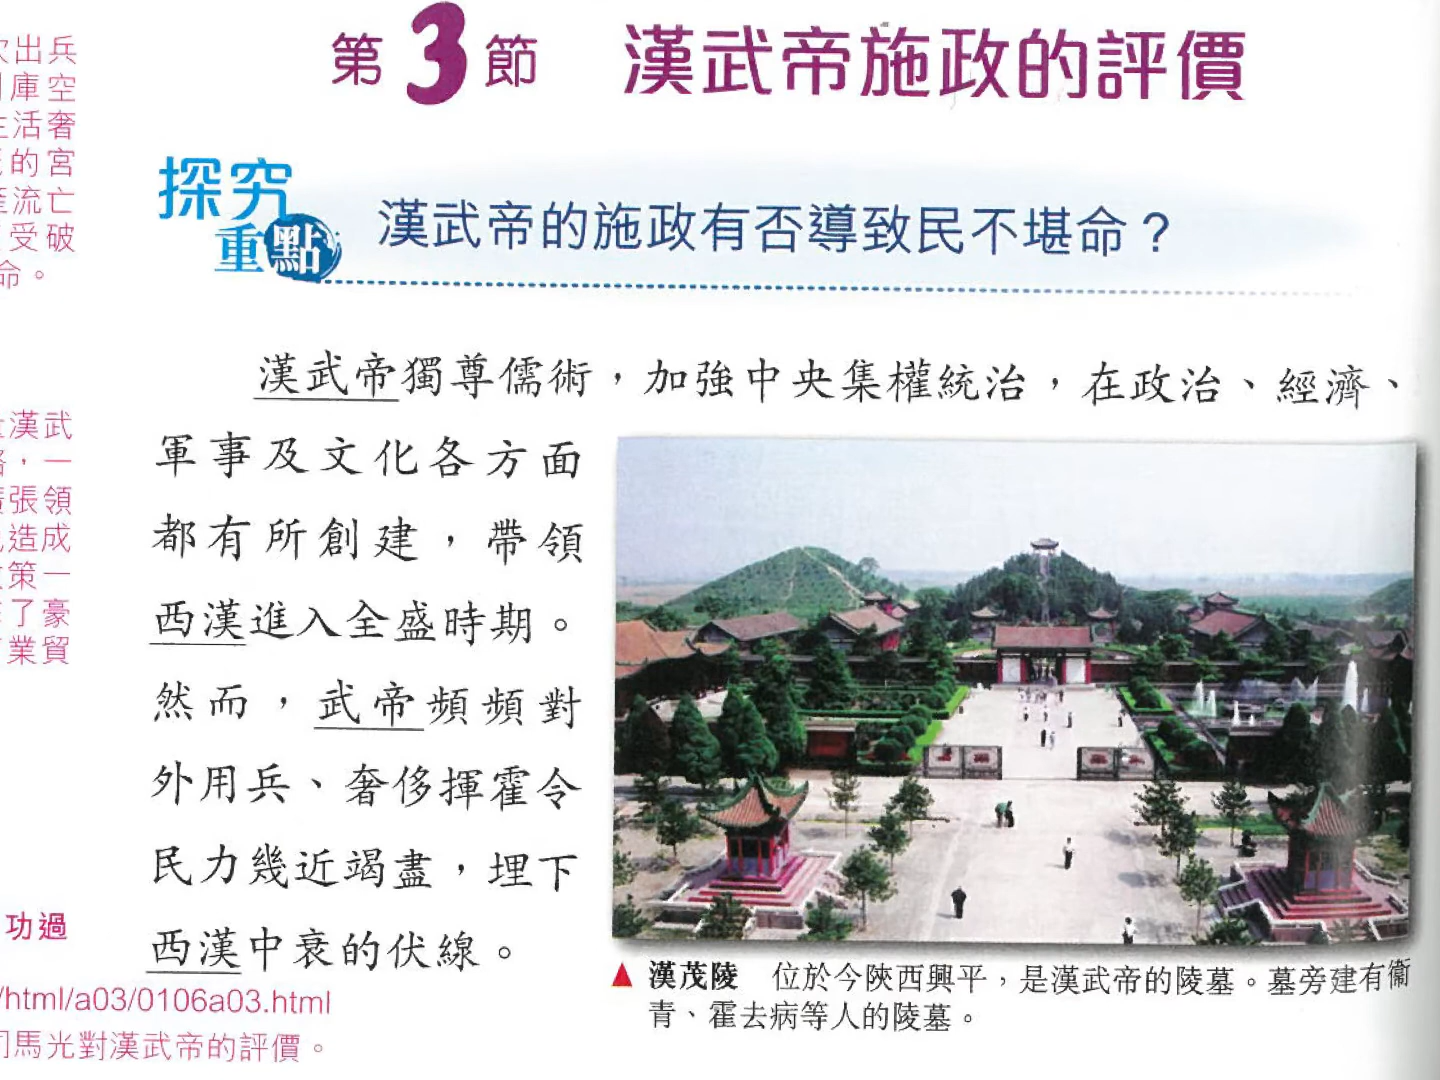 第3節 漢武帝施政的評價
探究
重點
漢武帝的施政有否導致民不堪命？
漢武帝獨尊儒術，加強中央集權統治，在政治、經濟、
軍事及文化各方面
都有所創建，帶領
西漢進入全盛時期。
然而，武帝頻頻對
外用兵、奢侈揮霍令
民力幾近竭盡，埋下
西漢中衰的伏線。
▲ 漢茂陵 位於今陝西興平，是漢武帝的陵墓。墓旁建有衞
青、霍去病等人的陵墓。
出兵
庫空
活奢
的宮
流亡
受破
命。
漢武
，一
張領
造成
策一
了豪
業貿
功過
/html/a03/0106a03.html
馬光對漢武帝的評價。